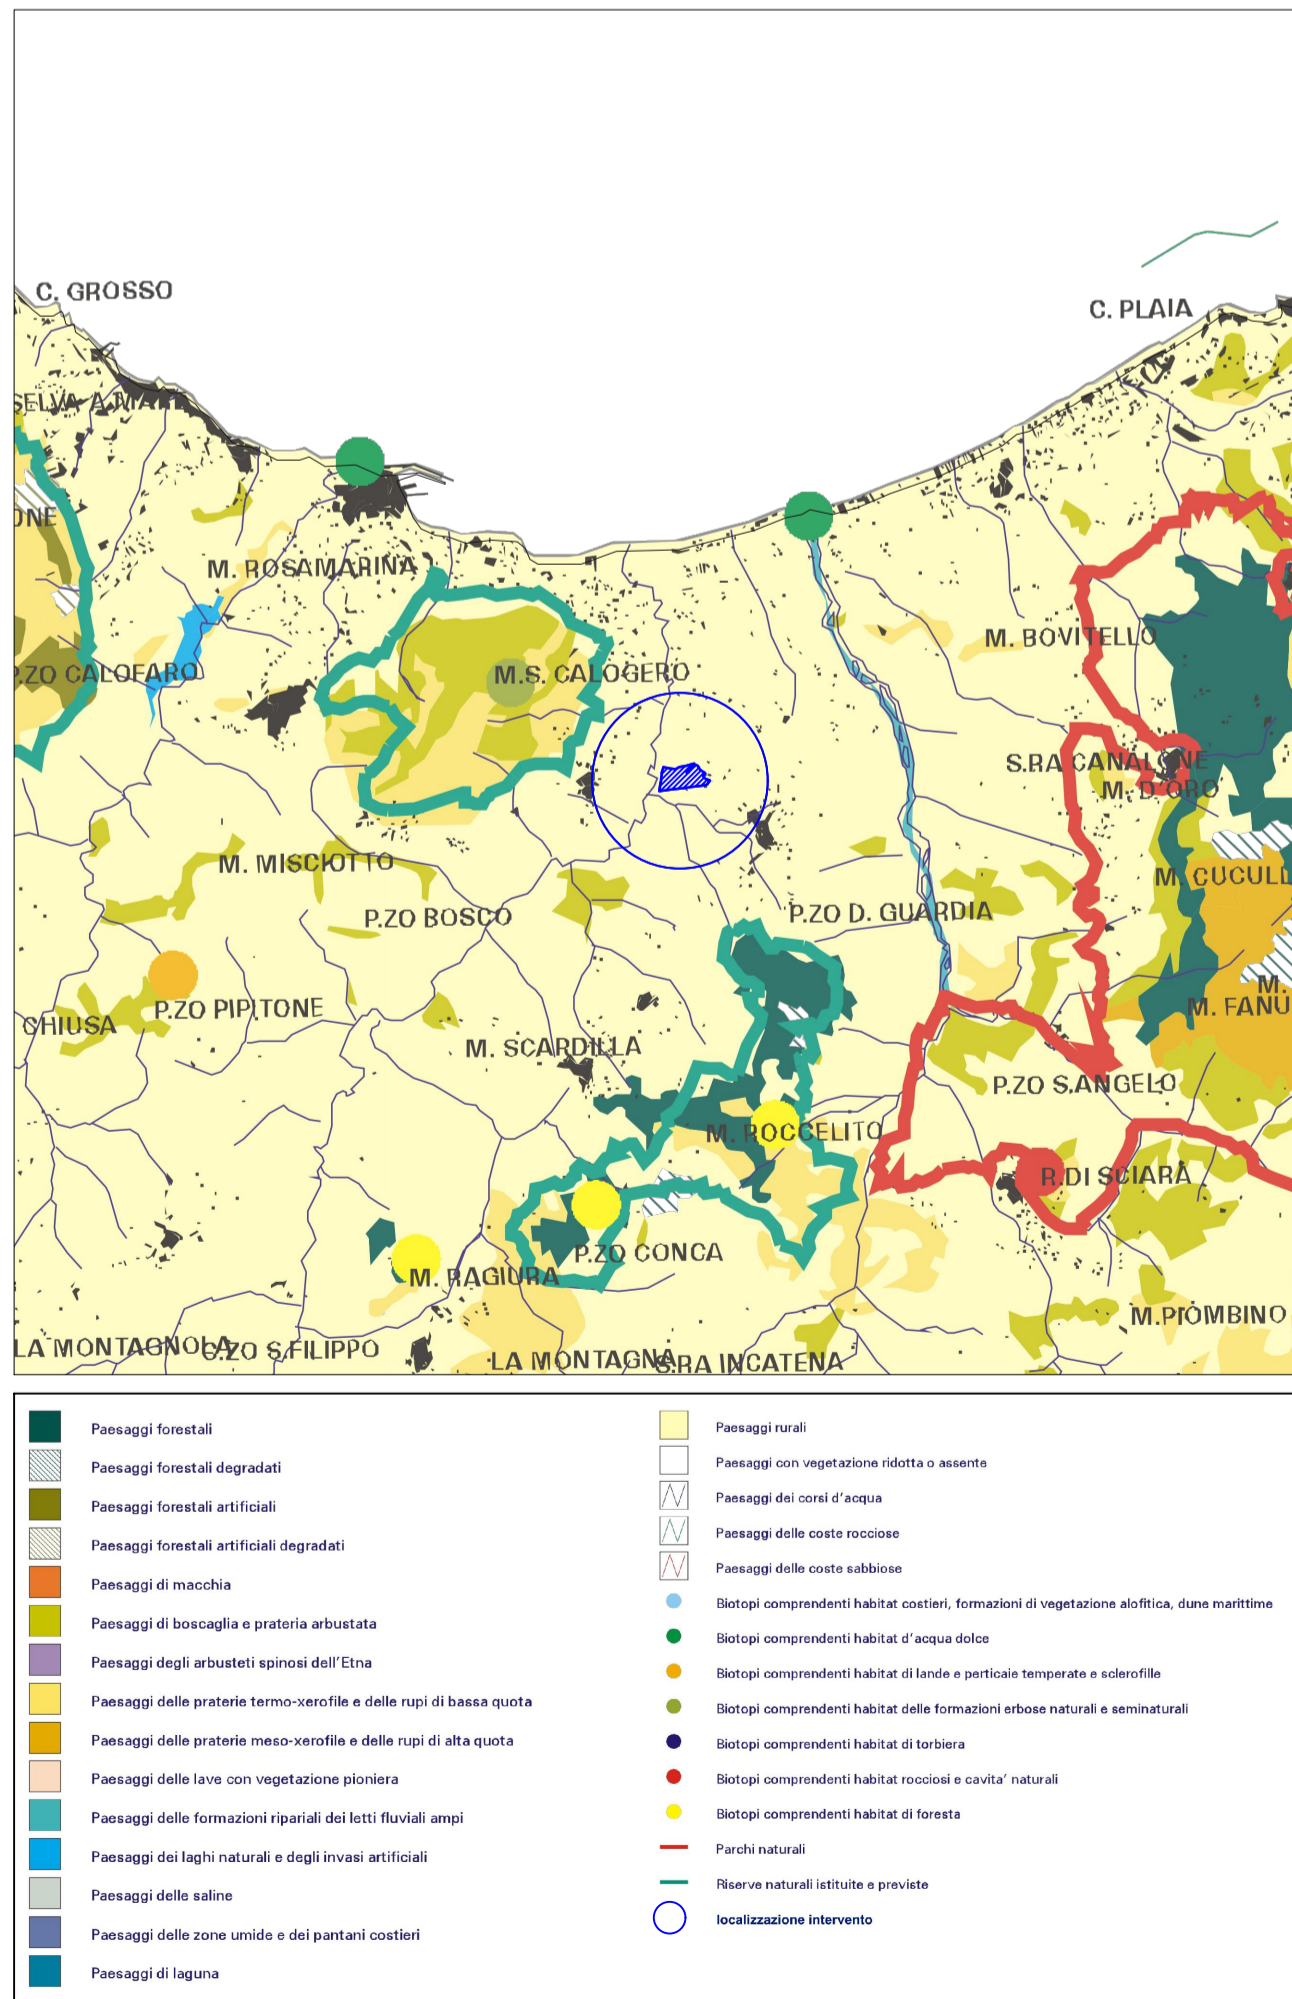 C. GROSSO
C. PLAIA
SELVA A MARE
ONE
M. ROSAMARINA
M. BOVITELLO
P.ZO CALOFARO
M.S. CALOGERO
S.RA CANALONE
M. D'ORO
M. MISCIOTTO
M. CUCULL
P.ZO BOSCO
P.ZO D. GUARDIA
M.
P.ZO PIPITONE
M. FANU
CHIUSA
M. SCARDILLA
P.ZO S.ANGELO
M. ROCCELITO
R.DI SCIARA
P.ZO CONCA
M. RAGIURA
M.PIOMBINO
LA MONTAGNOLA
C.ZO S.FILIPPO
LA MONTAGNA
S.RA INCATENA
Paesaggi forestali
Paesaggi forestali degradati
Paesaggi forestali artificiali
Paesaggi forestali artificiali degradati
Paesaggi di macchia
Paesaggi di boscaglia e prateria arbustata
Paesaggi degli arbusteti spinosi dell'Etna
Paesaggi delle praterie termo-xerofile e delle rupi di bassa quota
Paesaggi delle praterie meso-xerofile e delle rupi di alta quota
Paesaggi delle lave con vegetazione pioniera
Paesaggi delle formazioni ripariali dei letti fluviali ampi
Paesaggi dei laghi naturali e degli invasi artificiali
Paesaggi delle saline
Paesaggi delle zone umide e dei pantani costieri
Paesaggi di laguna
Paesaggi rurali
Paesaggi con vegetazione ridotta o assente
Paesaggi dei corsi d'acqua
Paesaggi delle coste rocciose
Paesaggi delle coste sabbiose
Biotopi comprendenti habitat costieri, formazioni di vegetazione alofitica, dune marittime
Biotopi comprendenti habitat d'acqua dolce
Biotopi comprendenti habitat di lande e perticaie temperate e sclerofille
Biotopi comprendenti habitat delle formazioni erbose naturali e seminaturali
Biotopi comprendenti habitat di torbiera
Biotopi comprendenti habitat rocciosi e cavita' naturali
Biotopi comprendenti habitat di foresta
Parchi naturali
Riserve naturali istituite e previste
localizzazione intervento